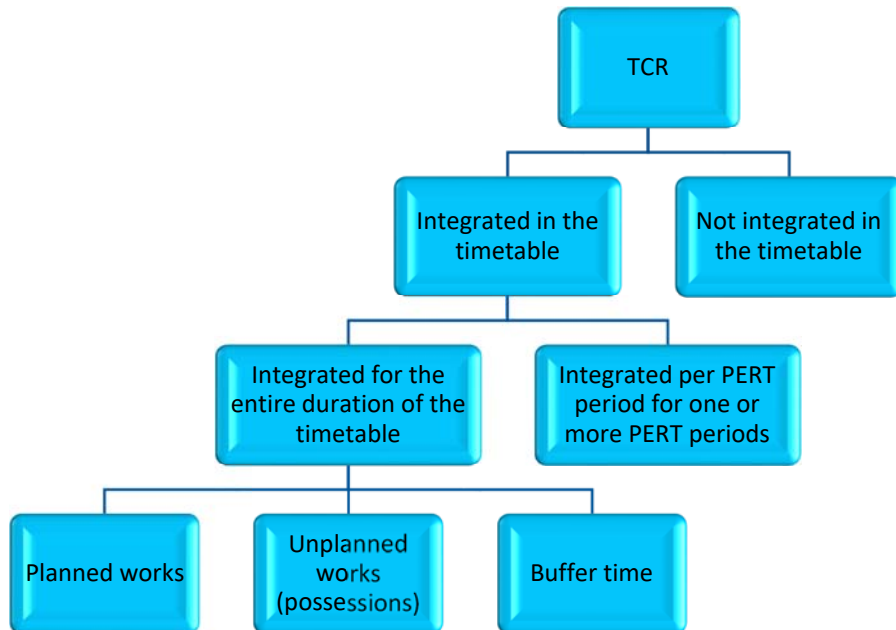 TCR
Integrated in the
timetable
Not integrated in
the timetable
Integrated for the
entire duration of the
timetable
Integrated per PERT
period for one or
more PERT periods
Planned works
Unplanned
works
(possessions)
Buffer time